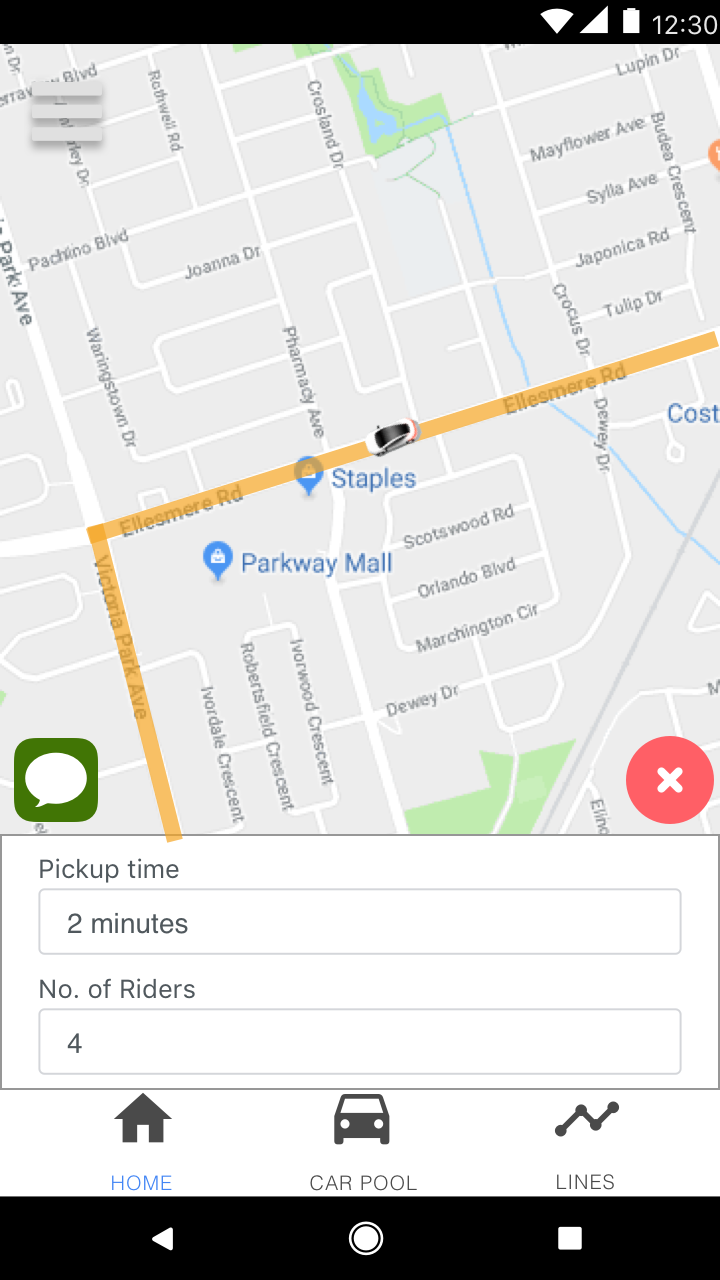 12:30
Lupin Dr
Rothwell Rd
Crosland Dr
Mayflower Ave
Budea Crescent
Sylla Ave
Pachino Blvd
Joanna Dr
Japonica Rd
Park Ave
Tulip Dr
Crocus Dr
Waringstown Dr
Pharmacy Ave
Ellesmere Rd
Dewey Dr
Cost
Staples
Ellesmere Rd
Scotswood Rd
Parkway Mall
Orlando Blvd
Victoria Park Ave
Marchington Cir
Ivorwood Crescent
Robertsfield Crescent
Ivordale Crescent
Dewey Dr
Pickup time
2 minutes
No. of Riders
4
HOME
CAR POOL
LINES